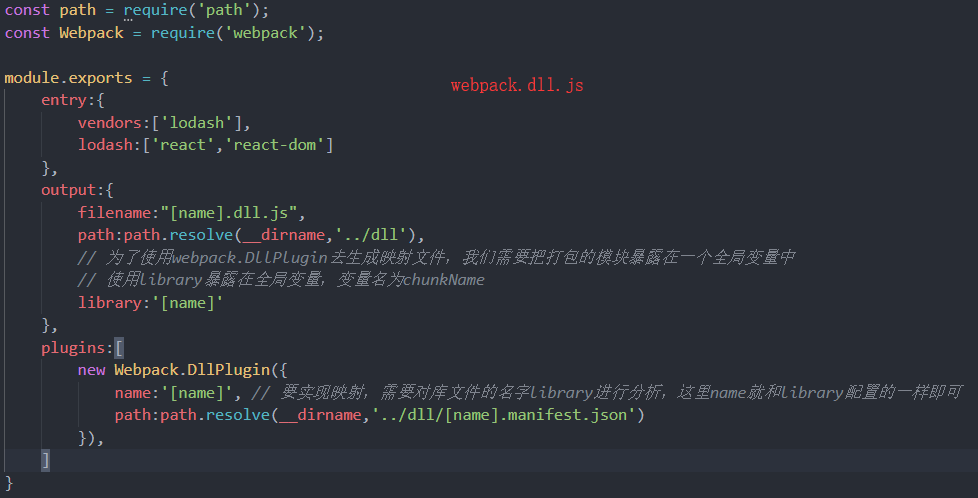 const path = require('path');
const Webpack = require('webpack');
module.exports = {
webpack.dll.js
entry:{
vendors:['lodash'],
lodash:['react','react-dom']
},
output:{
filename:"[name].dll.js",
path:path.resolve(__dirname,'../dll'),
// 为了使用webpack.DllPlugin去生成映射文件，我们需要把打包的模块暴露在一个全局变量中
// 使用library暴露在全局变量，变量名为chunkName
library:'[name]'
},
plugins:[
new Webpack.DllPlugin({
name:'[name]', // 要实现映射，需要对库文件的名字library进行分析，这里name就和library配置的一样即可
path:path.resolve(__dirname,'../dll/[name].manifest.json')
}),
]
}